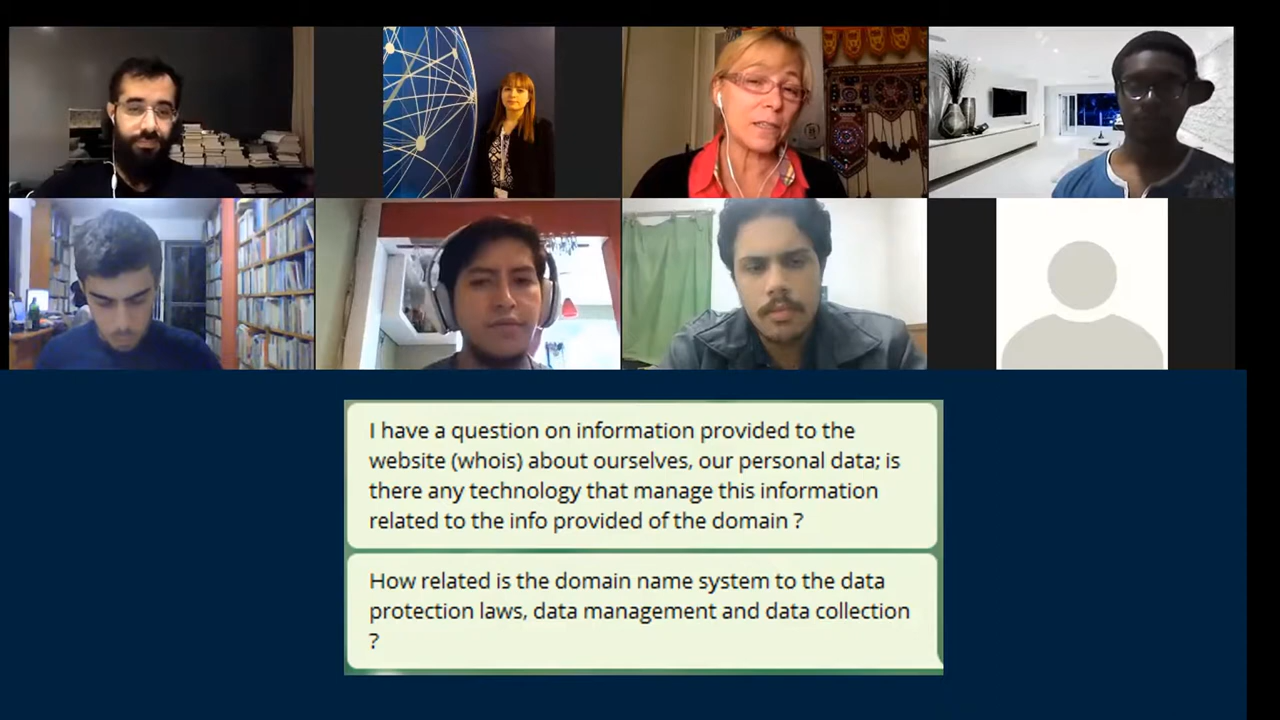 I have a question on information provided to the
website (whois) about ourselves, our personal data; is
there any technology that manage this information
related to the info provided of the domain ?
How related is the domain name system to the data
protection laws, data management and data collection
?